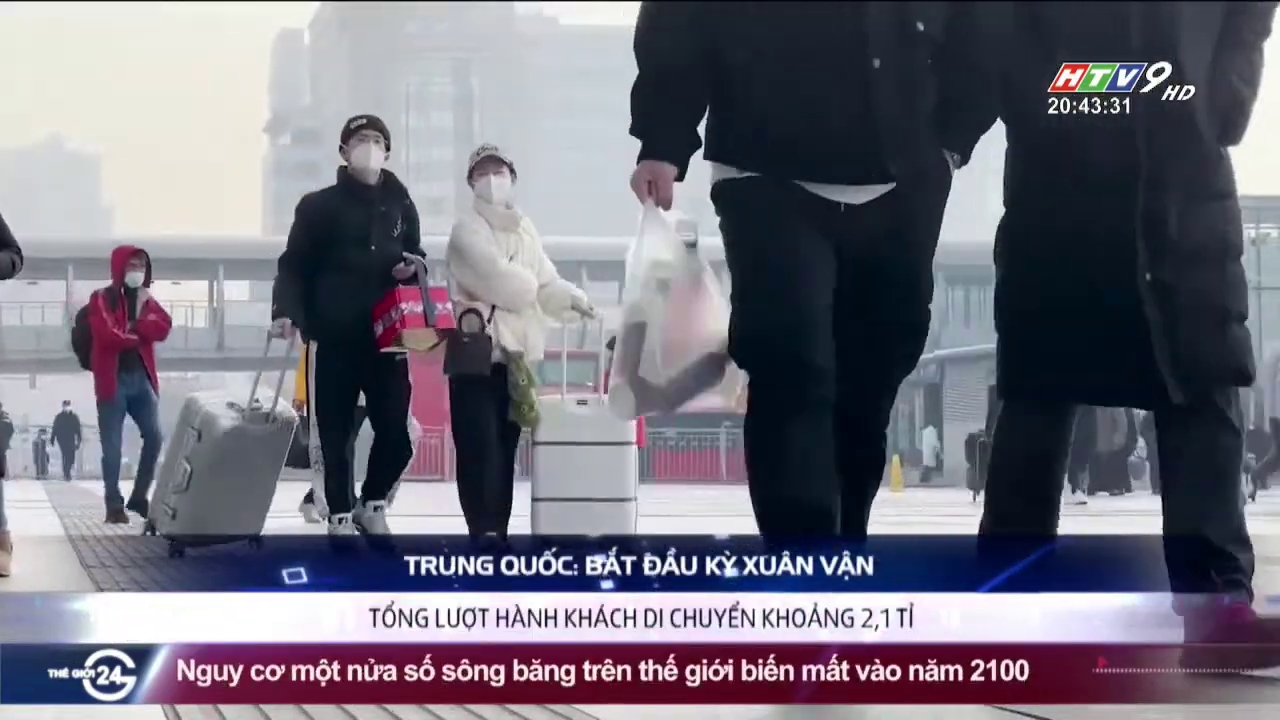 HTV9 HD
20:43:31
TRUNG QUỐC: BẮT ĐẦU KỲ XUÂN VẬN
TỔNG LƯỢT HÀNH KHÁCH DI CHUYỂN KHOẢNG 2,1 TỈ
THẾ GIỚI 24G
Nguy cơ một nửa số sông băng trên thế giới biến mất vào năm 2100